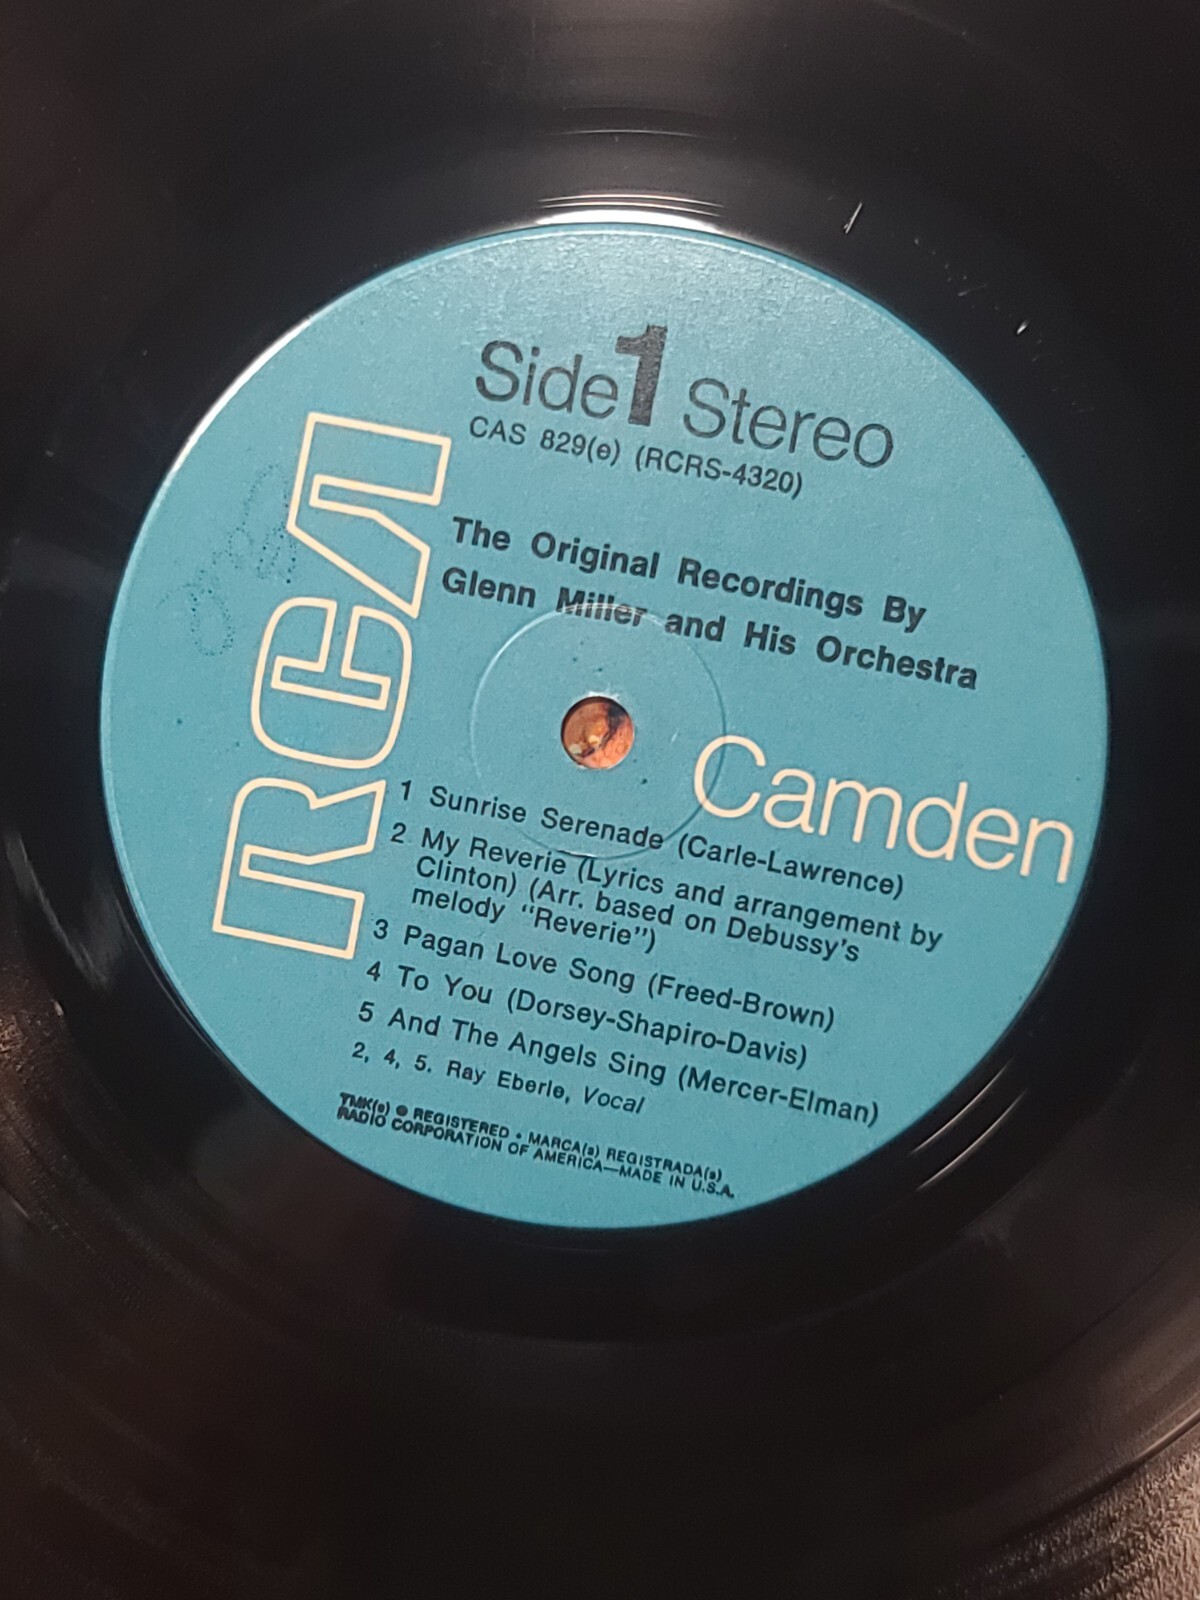 Side 1 Stereo
CAS 829(e) (RCRS-4320)
The Original Recordings By
Glenn Miller and His Orchestra
RCA
Camden
1 Sunrise Serenade (Carle-Lawrence)
2 My Reverie (Lyrics and arrangement by
Clinton) (Arr. based on Debussy's
melody "Reverie")
3 Pagan Love Song (Freed-Brown)
4 To You (Dorsey-Shapiro-Davis)
5 And The Angels Sing (Mercer-Elman)
2, 4, 5. Ray Eberle, Vocal
TMK(s) ® REGISTERED • MARCA(s) REGISTRADA(s)
RADIO CORPORATION OF AMERICA—MADE IN U.S.A.